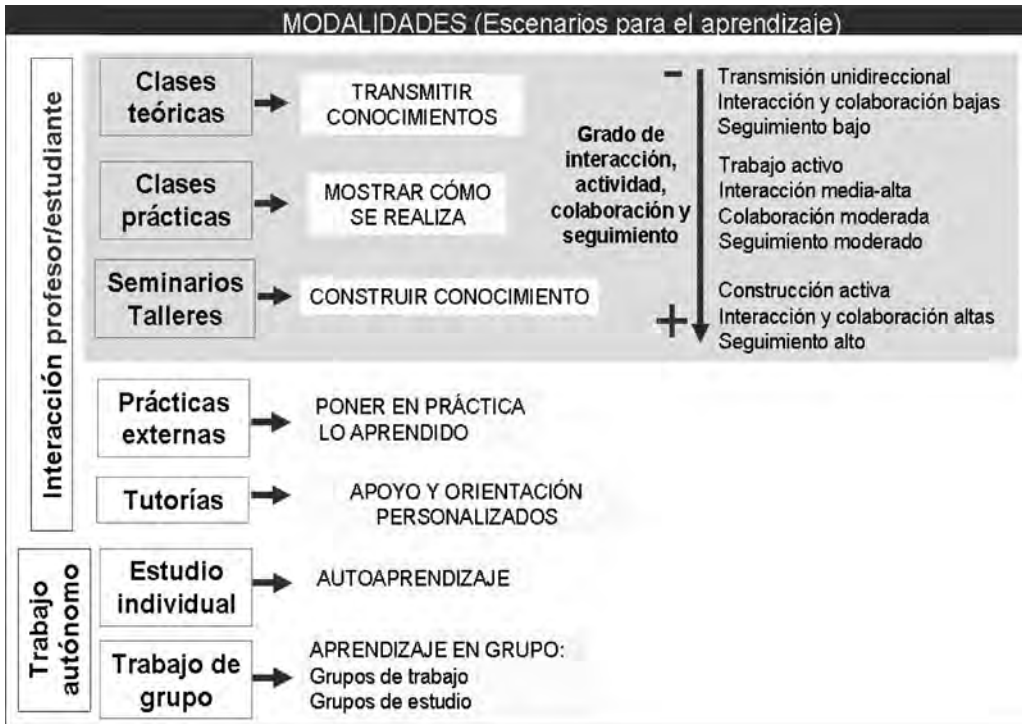 MODALIDADES (Escenarios para el aprendizaje)
Interacción profesor/estudiante
Clases
teóricas
TRANSMITIR
CONOCIMIENTOS
Clases
prácticas
MOSTRAR CÓMO
SE REALIZA
Seminarios
Talleres
CONSTRUIR CONOCIMIENTO
Grado de
interacción,
actividad,
colaboración y
seguimiento
-
+
Transmisión unidireccional
Interacción y colaboración bajas
Seguimiento bajo
Trabajo activo
Interacción media-alta
Colaboración moderada
Seguimiento moderado
Construcción activa
Interacción y colaboración altas
Seguimiento alto
Prácticas
externas
PONER EN PRÁCTICA
LO APRENDIDO
Tutorías
APOYO Y ORIENTACIÓN
PERSONALIZADOS
Trabajo
autónomo
Estudio
individual
AUTOAPRENDIZAJE
Trabajo de
grupo
APRENDIZAJE EN GRUPO:
Grupos de trabajo
Grupos de estudio